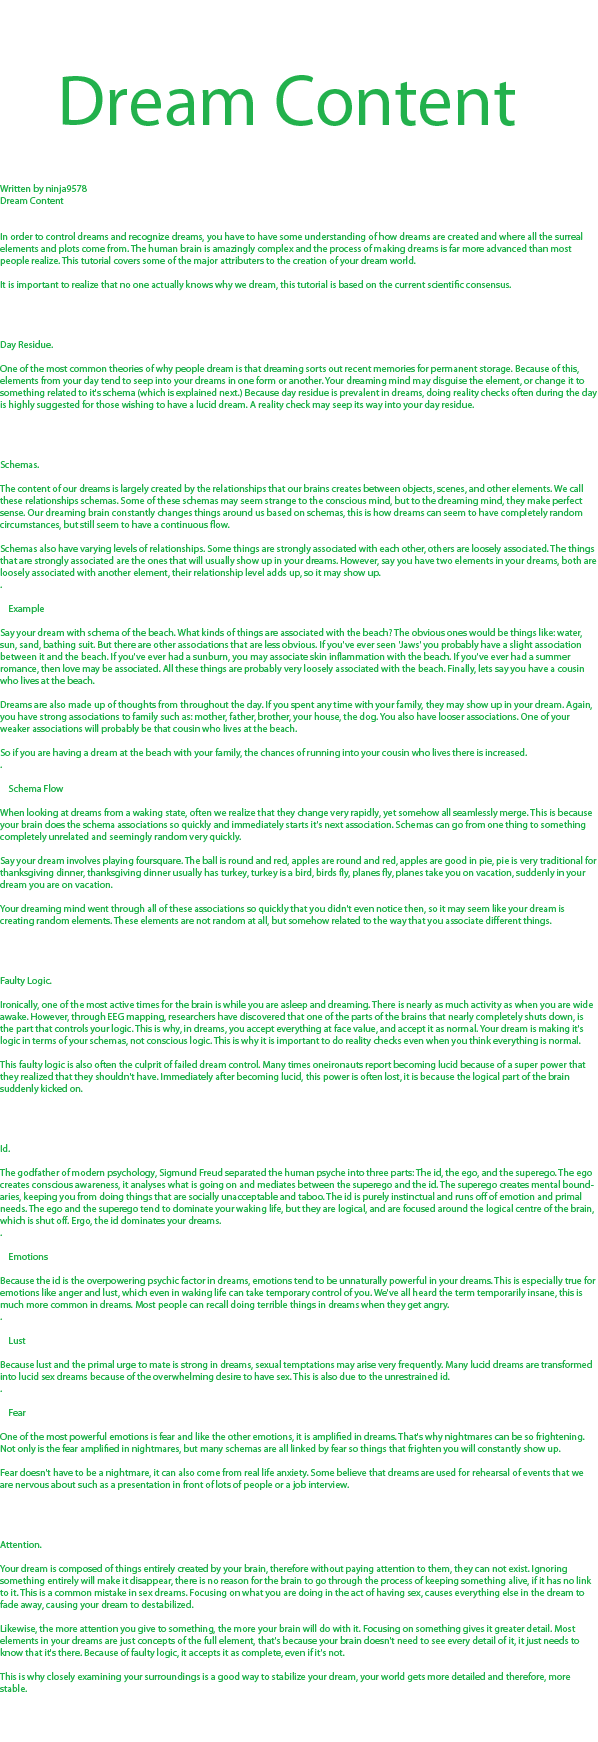 Dream Content
Written by ninja9578
Dream Content
In order to control dreams and recognize dreams, you have to have some understanding of how dreams are created and where all the surreal
elements and plots come from. The human brain is amazingly complex and the process of making dreams is far more advanced than most
people realize. This tutorial covers some of the major attributers to the creation of your dream world.
It is important to realize that no one actually knows why we dream, this tutorial is based on the current scientific consensus.
Day Residue.
One of the most common theories of why people dream is that dreaming sorts out recent memories for permanent storage. Because of this,
elements from your day tend to seep into your dreams in one form or another. Your dreaming mind may disguise the element, or change it to
something related to it's schema (which is explained next.) Because day residue is prevalent in dreams, doing reality checks often during the day
is highly suggested for those wishing to have a lucid dream. A reality check may seep its way into your day residue.
Schemas.
The content of our dreams is largely created by the relationships that our brains creates between objects, scenes, and other elements. We call
these relationships schemas. Some of these schemas may seem strange to the conscious mind, but to the dreaming mind, they make perfect
sense. Our dreaming brain constantly changes things around us based on schemas, this is how dreams can seem to have completely random
circumstances, but still seem to have a continuous flow.
Schemas also have varying levels of relationships. Some things are strongly associated with each other, others are loosely associated. The things
that are strongly associated are the ones that will usually show up in your dreams. However, say you have two elements in your dreams, both are
loosely associated with another element, their relationship level adds up, so it may show up.
.
Example
Say your dream with schema of the beach. What kinds of things are associated with the beach? The obvious ones would be things like: water,
sun, sand, bathing suit. But there are other associations that are less obvious. If you've ever seen 'Jaws' you probably have a slight association
between it and the beach. If you've ever had a sunburn, you may associate skin inflammation with the beach. If you've ever had a summer
romance, then love may be associated. All these things are probably very loosely associated with the beach. Finally, lets say you have a cousin
who lives at the beach.
Dreams are also made up of thoughts from throughout the day. If you spent any time with your family, they may show up in your dream. Again,
you have strong associations to family such as: mother, father, brother, your house, the dog. You also have looser associations. One of your
weaker associations will probably be that cousin who lives at the beach.
So if you are having a dream at the beach with your family, the chances of running into your cousin who lives there is increased.
.
Schema Flow
When looking at dreams from a waking state, often we realize that they change very rapidly, yet somehow all seamlessly merge. This is because
your brain does the schema associations so quickly and immediately starts it's next association. Schemas can go from one thing to something
completely unrelated and seemingly random very quickly.
Say your dream involves playing foursquare. The ball is round and red, apples are round and red, apples are good in pie, pie is very traditional for
thanksgiving dinner, thanksgiving dinner usually has turkey, turkey is a bird, birds fly, planes fly, planes take you on vacation, suddenly in your
dream you are on vacation.
Your dreaming mind went through all of these associations so quickly that you didn't even notice then, so it may seem like your dream is
creating random elements. These elements are not random at all, but somehow related to the way that you associate different things.
Faulty Logic.
Ironically, one of the most active times for the brain is while you are asleep and dreaming. There is nearly as much activity as when you are wide
awake. However, through EEG mapping, researchers have discovered that one of the parts of the brains that nearly completely shuts down, is
the part that controls your logic. This is why, in dreams, you accept everything at face value, and accept it as normal. Your dream is making it's
logic in terms of your schemas, not conscious logic. This is why it is important to do reality checks even when you think everything is normal.
This faulty logic is also often the culprit of failed dream control. Many times oneironauts report becoming lucid because of a super power that
they realized that they shouldn't have. Immediately after becoming lucid, this power is often lost, it is because the logical part of the brain
suddenly kicked on.
Id.
The godfather of modern psychology, Sigmund Freud separated the human psyche into three parts: The id, the ego, and the superego. The ego
creates conscious awareness, it analyses what is going on and mediates between the superego and the id. The superego creates mental bound-
aries, keeping you from doing things that are socially unacceptable and taboo. The id is purely instinctual and runs off of emotion and primal
needs. The ego and the superego tend to dominate your waking life, but they are logical, and are focused around the logical centre of the brain,
which is shut off. Ergo, the id dominates your dreams.
.
Emotions
Because the id is the overpowering psychic factor in dreams, emotions tend to be unnaturally powerful in your dreams. This is especially true for
emotions like anger and lust, which even in waking life can take temporary control of you. We've all heard the term temporarily insane, this is
much more common in dreams. Most people can recall doing terrible things in dreams when they get angry.
.
Lust
Because lust and the primal urge to mate is strong in dreams, sexual temptations may arise very frequently. Many lucid dreams are transformed
into lucid sex dreams because of the overwhelming desire to have sex. This is also due to the unrestrained id.
.
Fear
One of the most powerful emotions is fear and like the other emotions, it is amplified in dreams. That's why nightmares can be so frightening.
Not only is the fear amplified in nightmares, but many schemas are all linked by fear so things that frighten you will constantly show up.
Fear doesn't have to be a nightmare, it can also come from real life anxiety. Some believe that dreams are used for rehearsal of events that we
are nervous about such as a presentation in front of lots of people or a job interview.
Attention.
Your dream is composed of things entirely created by your brain, therefore without paying attention to them, they can not exist. Ignoring
something entirely will make it disappear, there is no reason for the brain to go through the process of keeping something alive, if it has no link
to it. This is a common mistake in sex dreams. Focusing on what you are doing in the act of having sex, causes everything else in the dream to
fade away, causing your dream to destabilized.
Likewise, the more attention you give to something, the more your brain will do with it. Focusing on something gives it greater detail. Most
elements in your dreams are just concepts of the full element, that's because your brain doesn't need to see every detail of it, it just needs to
know that it's there. Because of faulty logic, it accepts it as complete, even if it's not.
This is why closely examining your surroundings is a good way to stabilize your dream, your world gets more detailed and therefore, more
stable.